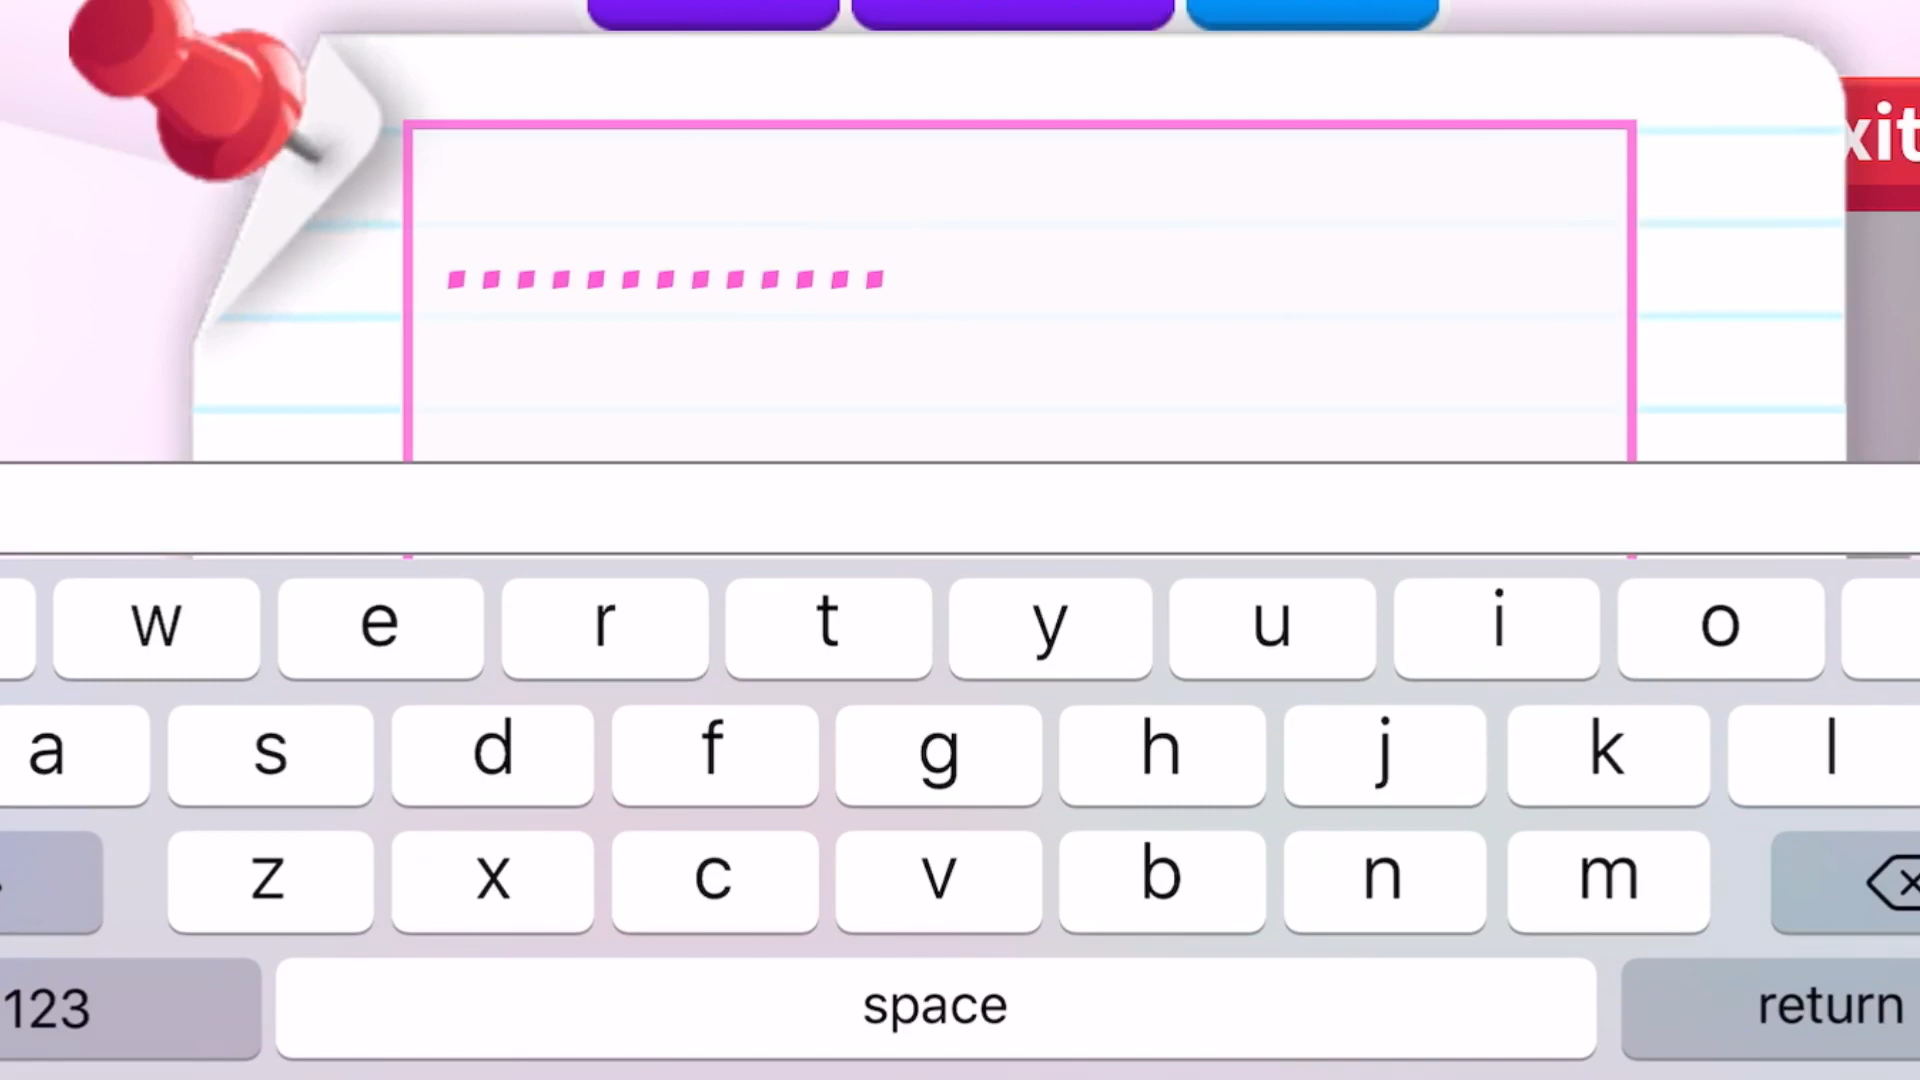 xit
.............
w e r t y u i o
a s d f g h j k l
z x c v b n m
123 space return